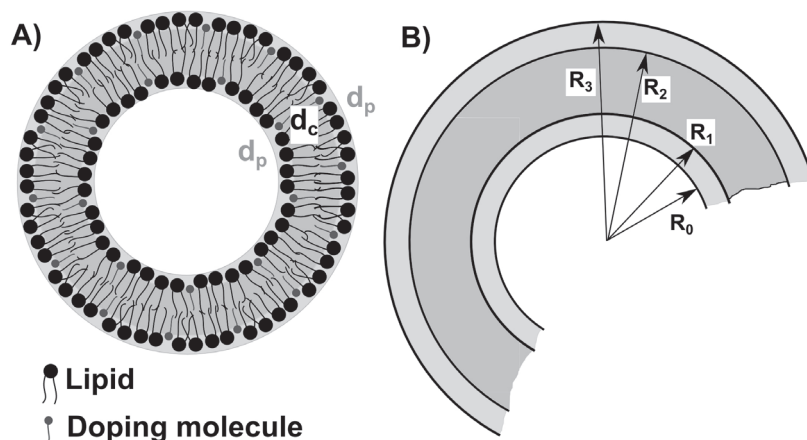 A)
d_p
d_c
d_p
Lipid
Doping molecule
B)
R_3
R_2
R_1
R_0